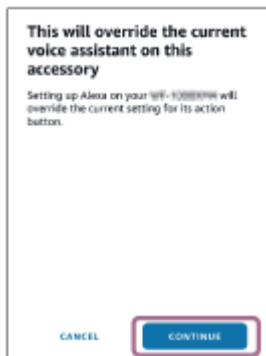 This will override the current
voice assistant on this
accessory
Setting up Alexa on your will
override the current setting for its action
button.
CANCEL
CONTINUE